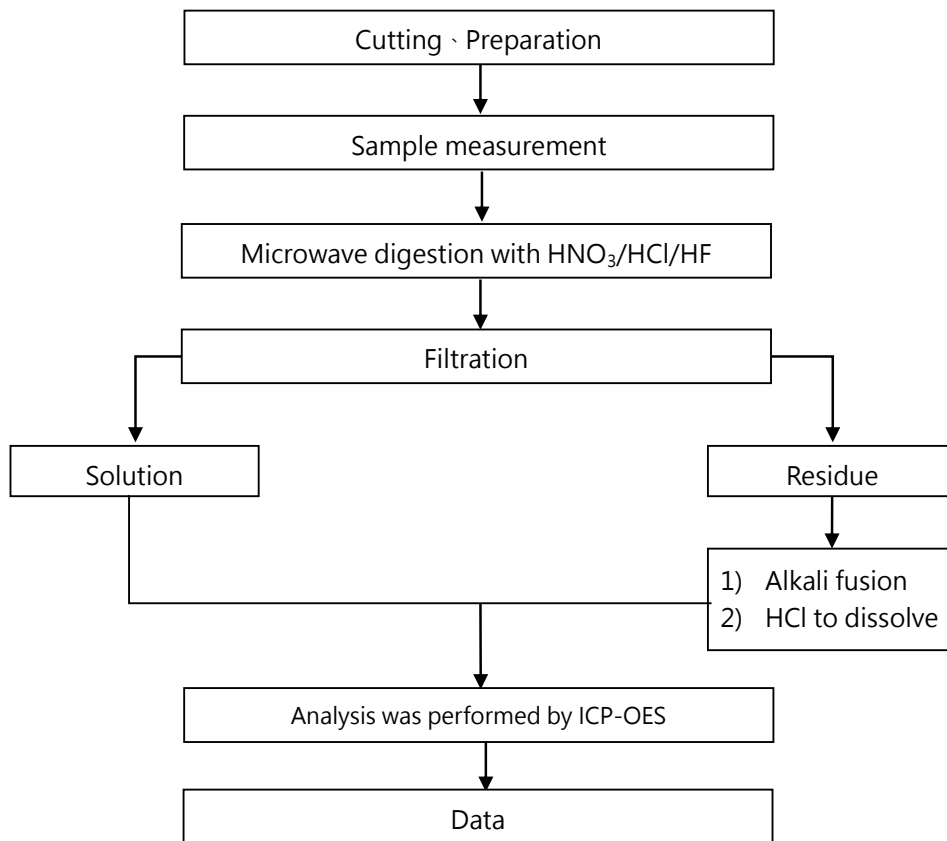 Cutting、Preparation
Sample measurement
Microwave digestion with HNO₃/HCl/HF
Filtration
Solution
Residue
1) Alkali fusion
2) HCl to dissolve
Analysis was performed by ICP-OES
Data